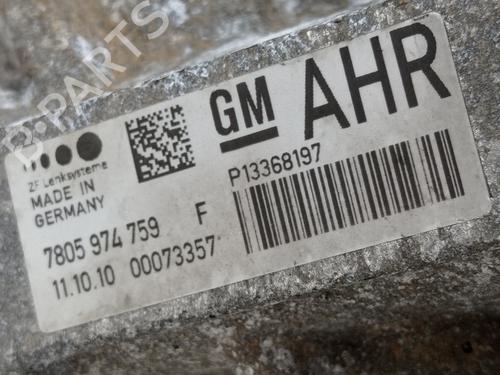 B-PARTS
GM AHR
ZF Lenksysteme
MADE IN
GERMANY
P13368197
7805 974 759 F
11.10.10 00073357